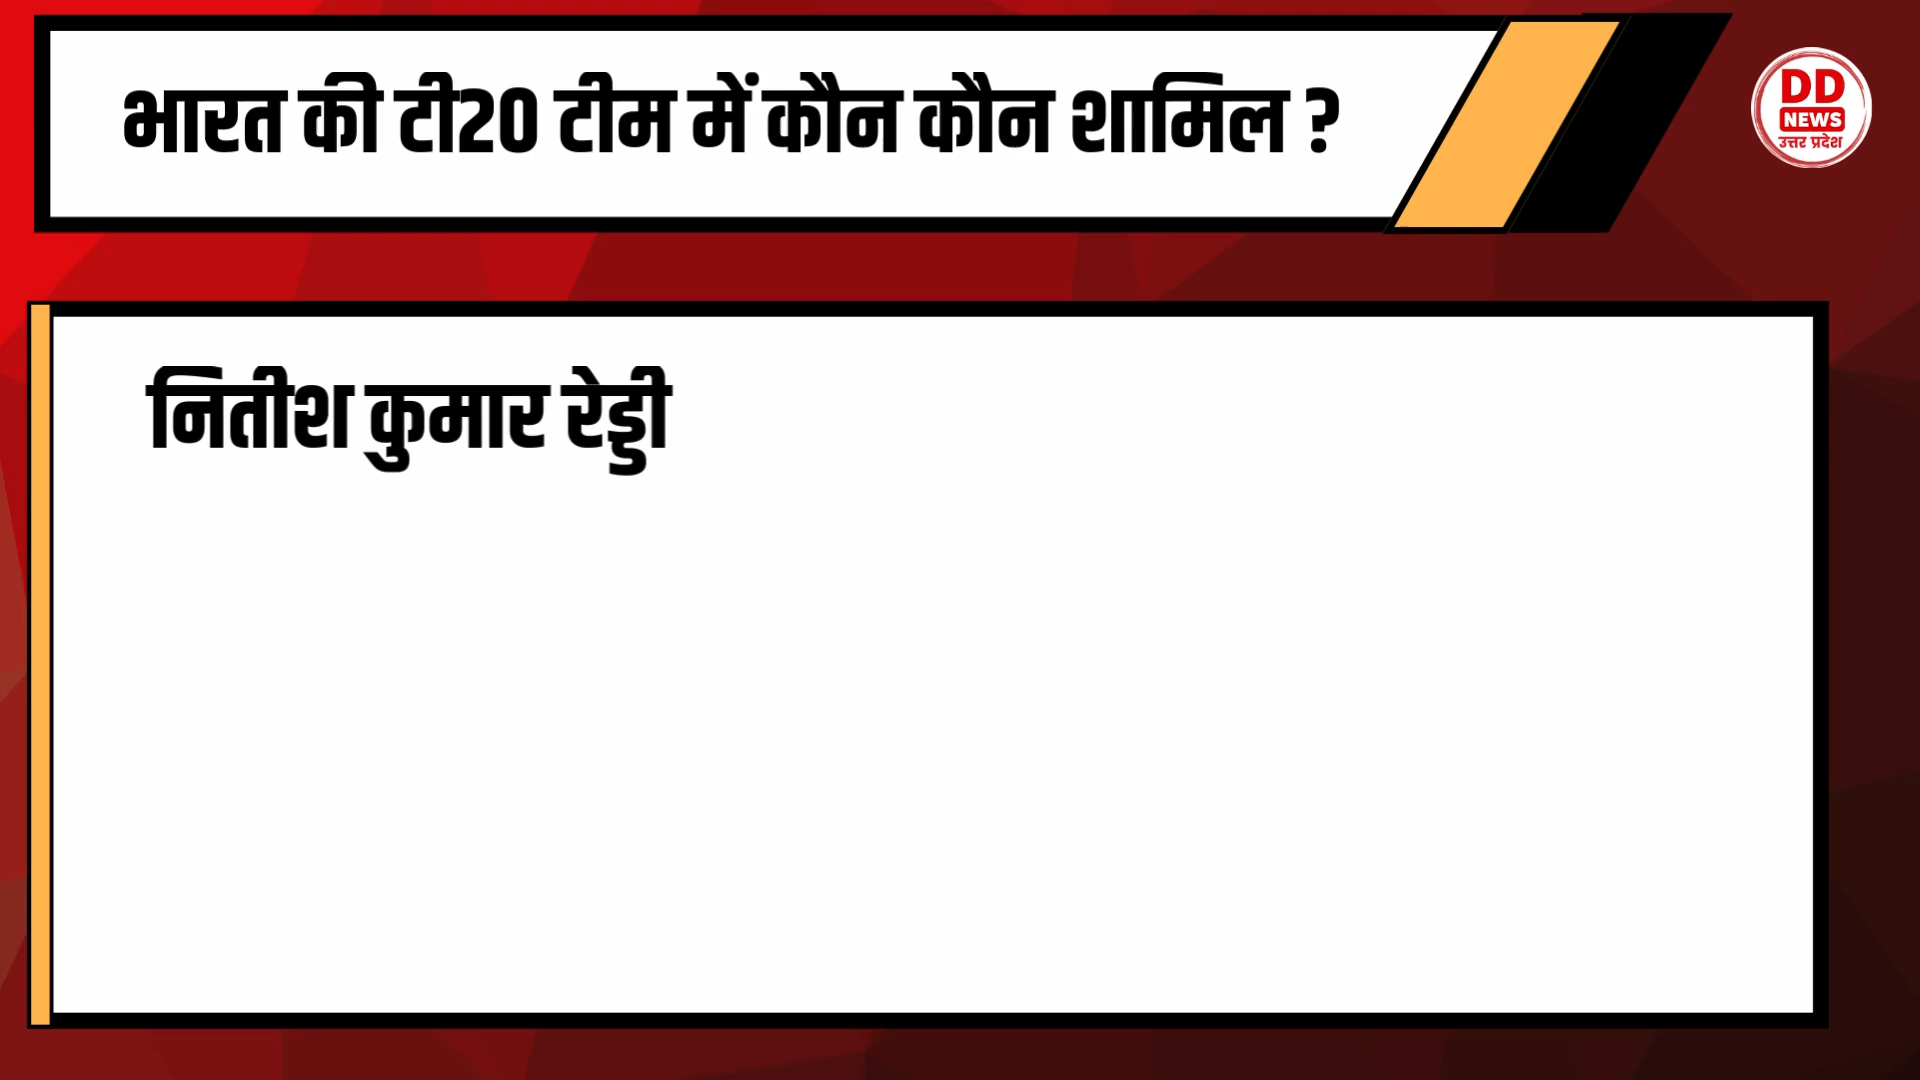 भारत की टी20 टीम में कौन कौन शामिल ?
DD
NEWS
उत्तर प्रदेश
नितीश कुमार रेड्डी